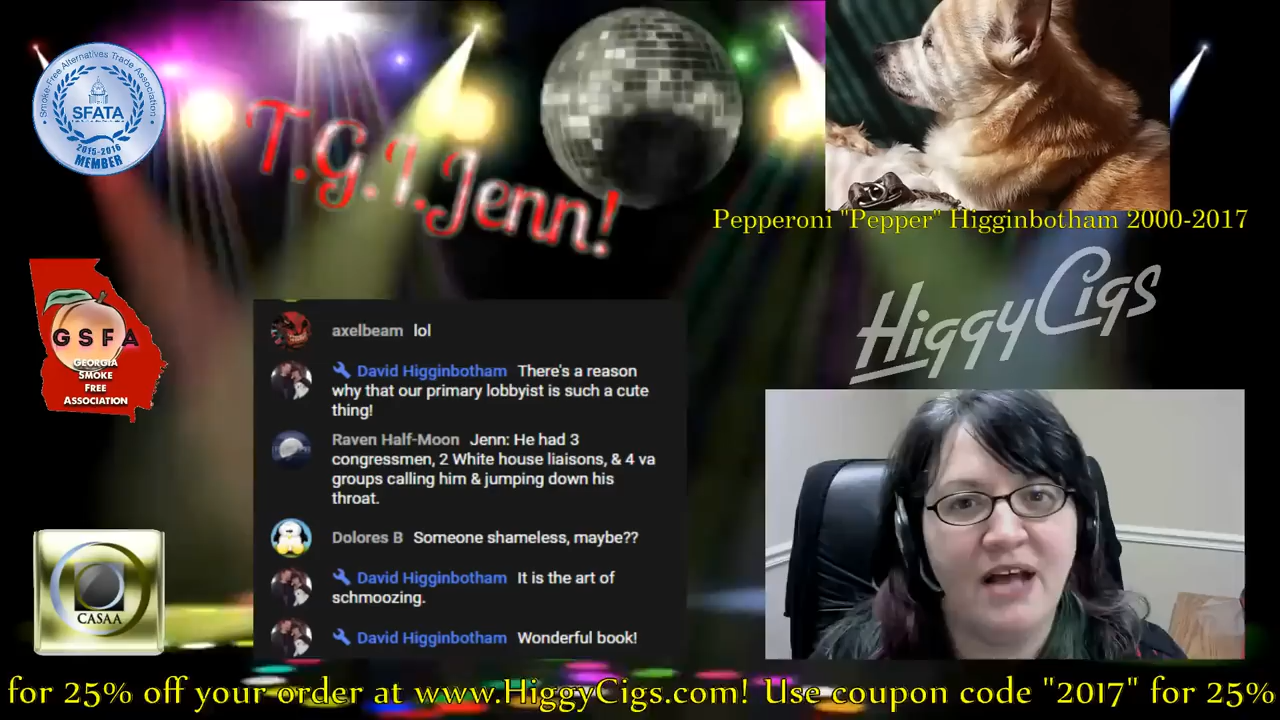 Smoke-Free Alternatives Trade Association
SFATA
2015-2016
MEMBER
T.G.I.Jenn!
Pepperoni "Pepper" Higginbotham 2000-2017
HiggyCigs
GSFA
GEORGIA
SMOKE
FREE
ASSOCIATION
CASAA
axelbeam lol
David Higginbotham There's a reason
why that our primary lobbyist is such a cute
thing!
Raven Half-Moon Jenn: He had 3
congressmen, 2 White house liaisons, & 4 va
groups calling him & jumping down his
throat.
Dolores B Someone shameless, maybe??
David Higginbotham It is the art of
schmoozing.
David Higginbotham Wonderful book!
for 25% off your order at www.HiggyCigs.com! Use coupon code "2017" for 25%